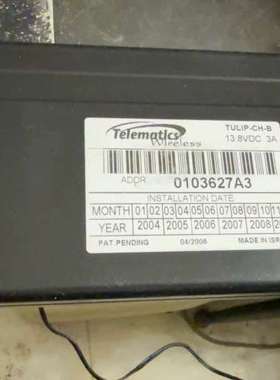 Telematics
Wireless
TULIP-CH-B
13.8VDC 3A
ADDR 0103627A3
INSTALLATION DATE
MONTH 01 02 03 04 05 06 07 08 09 10 11
YEAR 2004 2005 2006 2007 2008
PAT. PENDING 04/2006 MADE IN ISR